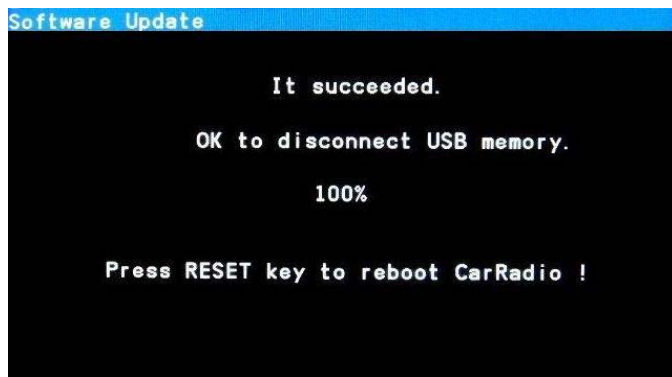 Software Update
It succeeded.
OK to disconnect USB memory.
100%
Press RESET key to reboot CarRadio !